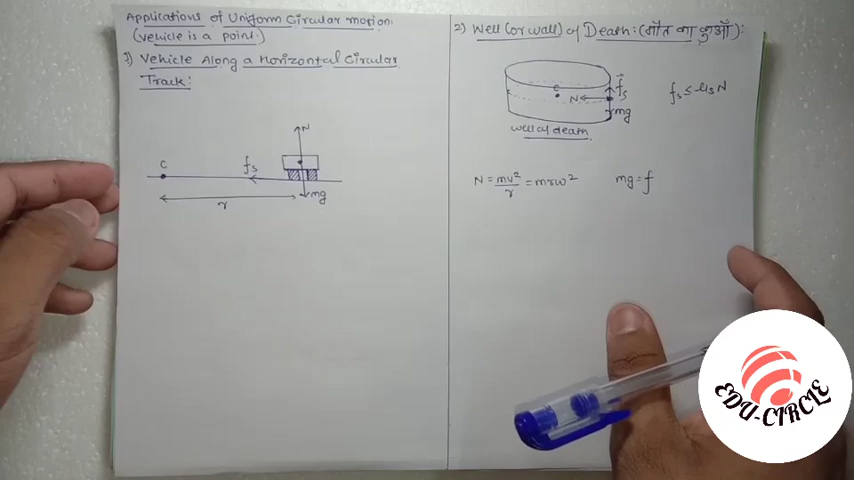 Applications of Uniform Circular motion:
(vehicle is a point.)
1) Vehicle Along a Horizontal Circular
Track:
N
C
fs
mg
r
2) Well (or wall) of Death: (मौत का कुआँ):
C
N
fs
mg
fs ≤ μs N
well of death
N = mv²/r = mrω²
mg = f
EDU-CIRCLE